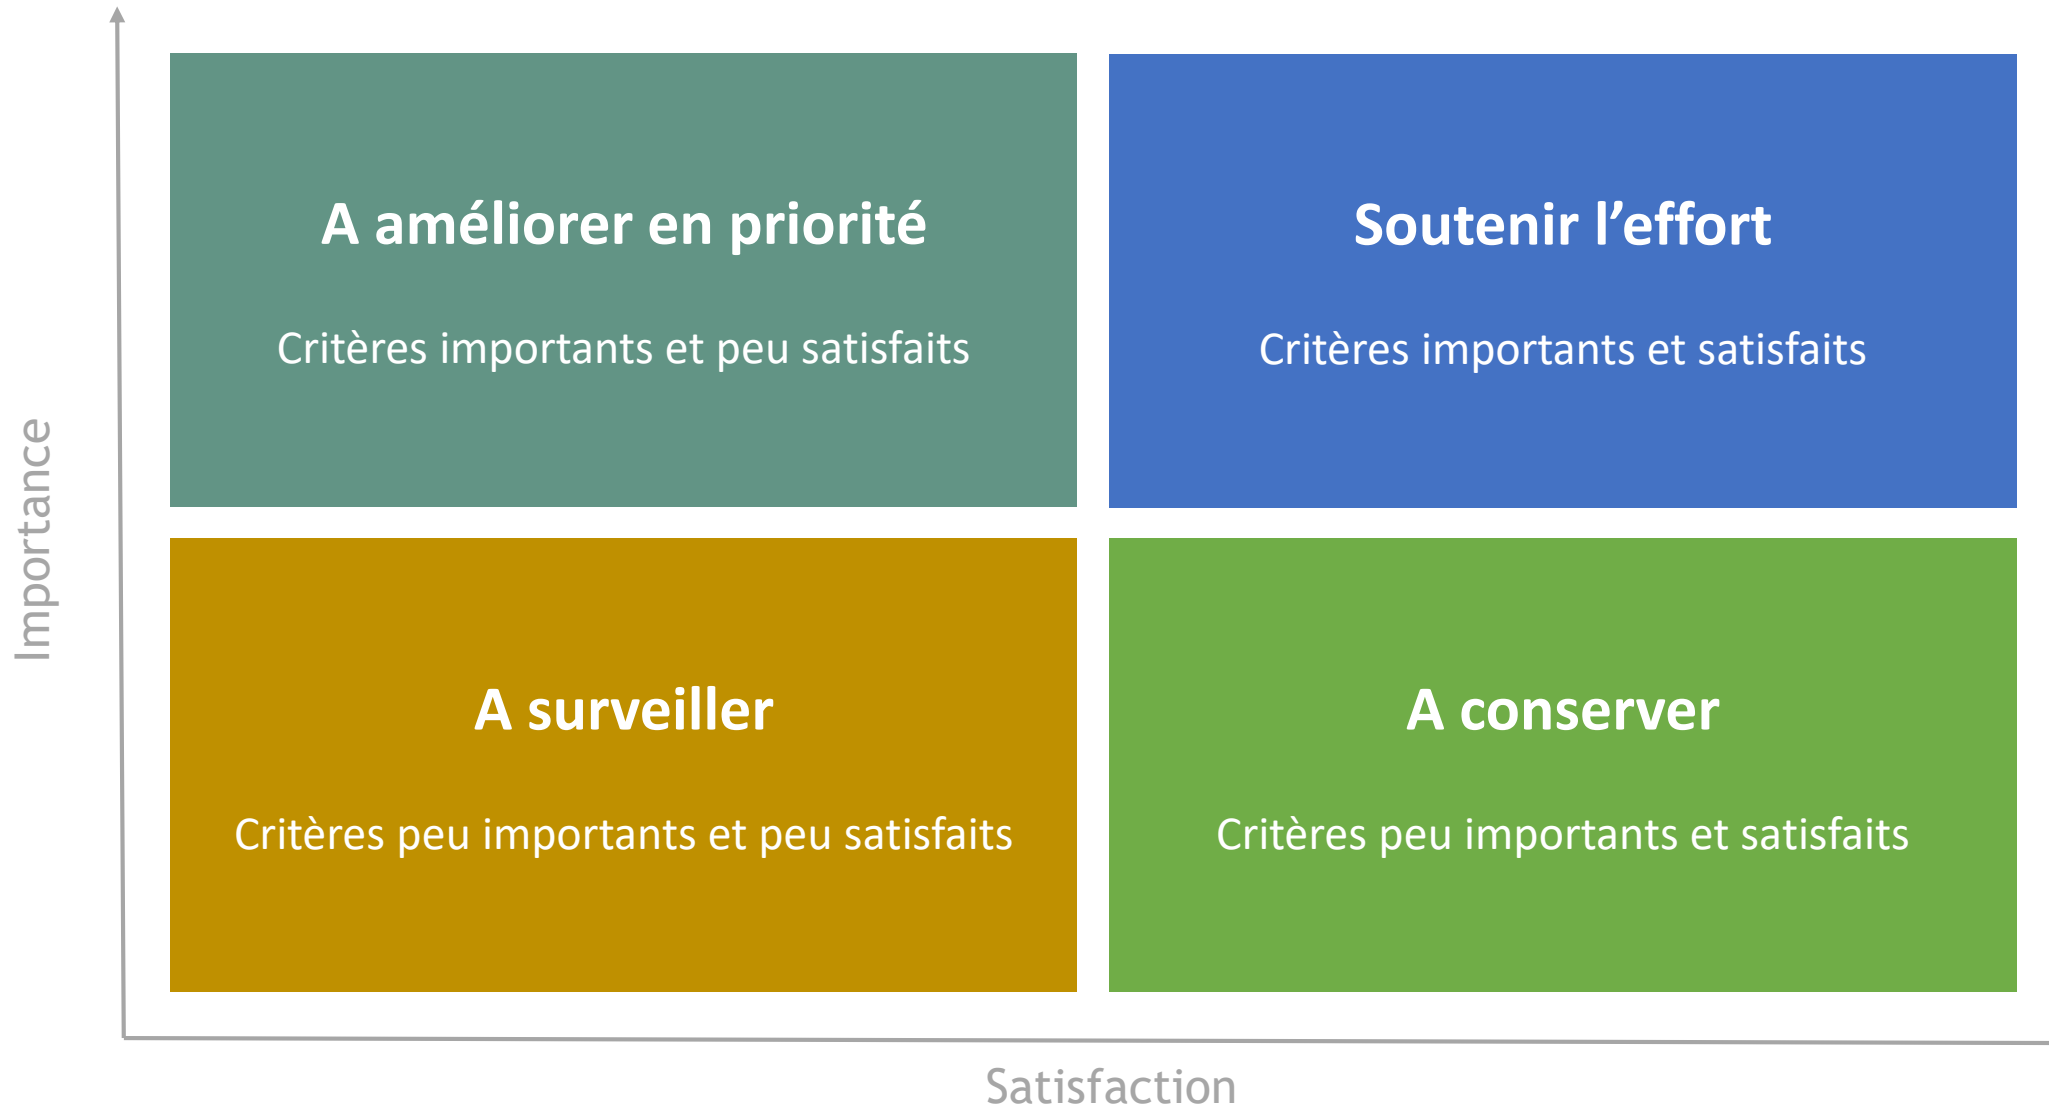 A améliorer en priorité
Critères importants et peu satisfaits
Soutenir l’effort
Critères importants et satisfaits
Importance
A surveiller
Critères peu importants et peu satisfaits
A conserver
Critères peu importants et satisfaits
Satisfaction